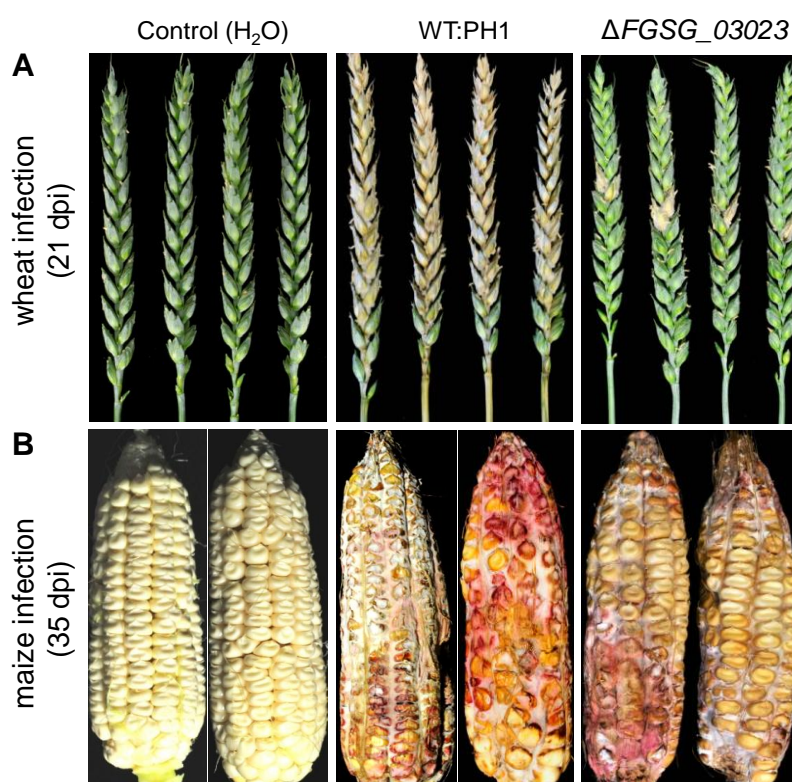 Control (H₂O)
WT:PH1
ΔFGSG_03023
A
wheat infection
(21 dpi)
B
maize infection
(35 dpi)